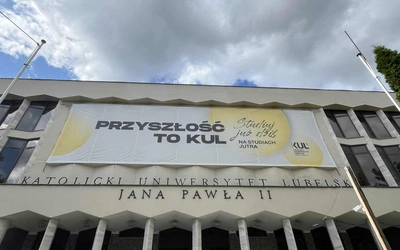 PRZYSZŁOŚĆ
TO KUL
Studiuj
już dziś
NA STUDIACH
JUTRA
KUL
KATOLICKI UNIWERSYTET LUBELSKI
JANA PAWŁA II